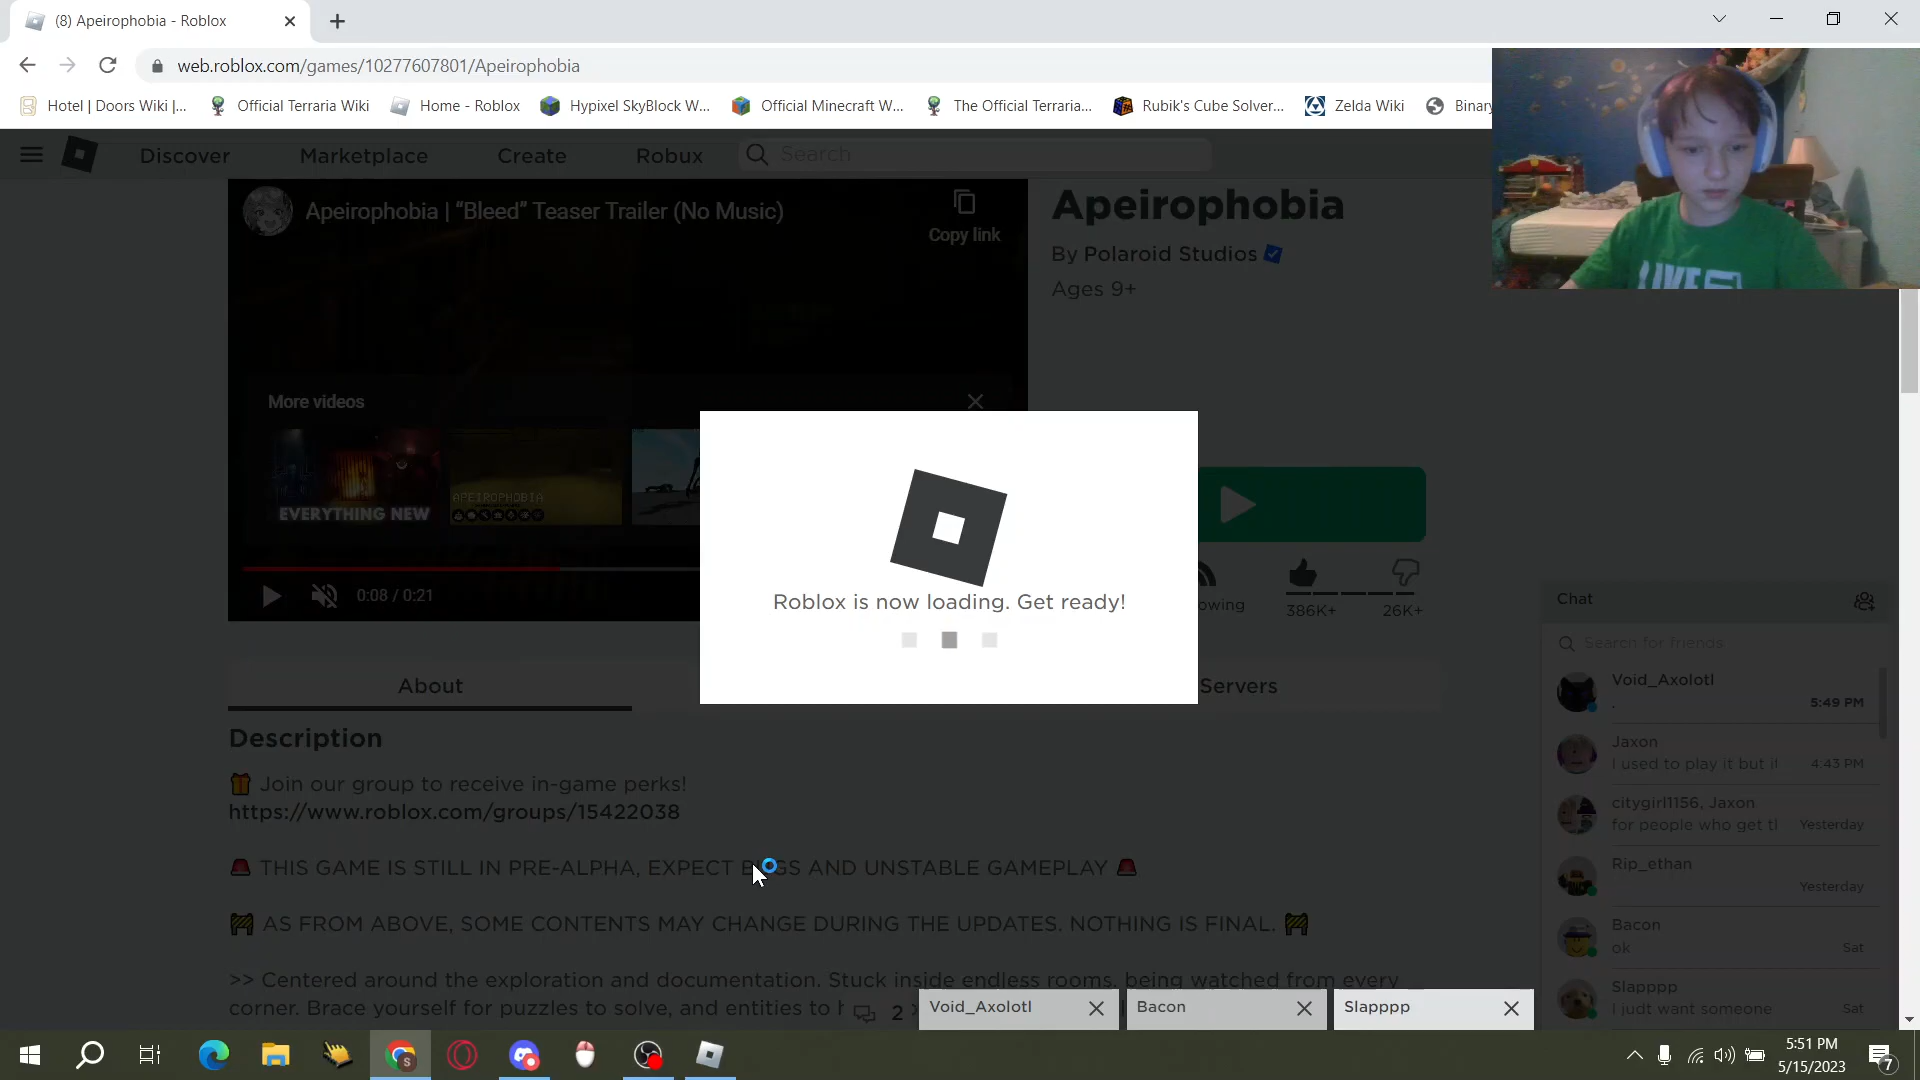 (8) Apeirophobia - Roblox
web.roblox.com/games/10277607801/Apeirophobia
Hotel | Doors Wiki |... Official Terraria Wiki Home - Roblox Hypixel SkyBlock W... Official Minecraft W... The Official Terraria... Rubik's Cube Solver... Zelda Wiki Binary
Discover Marketplace Create Robux Search
Apeirophobia | “Bleed” Teaser Trailer (No Music)
Copy link
Apeirophobia
By Polaroid Studios
Ages 9+
LIKE
More videos
EVERYTHING NEW
APEIROPHOBIA
0:08 / 0:21
Roblox is now loading. Get ready!
owing 386K+ 26K+
About
Servers
Description
🎁 Join our group to receive in-game perks!
https://www.roblox.com/groups/15422038
🚨 THIS GAME IS STILL IN PRE-ALPHA, EXPECT BUGS AND UNSTABLE GAMEPLAY 🚨
🚧 AS FROM ABOVE, SOME CONTENTS MAY CHANGE DURING THE UPDATES. NOTHING IS FINAL. 🚧
>> Centered around the exploration and documentation. Stuck inside endless rooms, being watched from every
corner. Brace yourself for puzzles to solve, and entities to h
Chat
Search for friends
Void_Axolotl
. 5:49 PM
Jaxon
I used to play it but it 4:43 PM
citygirl1156, Jaxon
for people who get tl Yesterday
Rip_ethan
Yesterday
Bacon
ok Sat
Slapppp
I judt want someone Sat
2
Void_Axolotl
Bacon
Slapppp
S
5:51 PM
5/15/2023
7